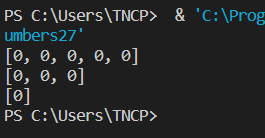 PS C:\Users\TNCP>  & 'C:\Prog
umbers27'
[0, 0, 0, 0, 0]
[0, 0, 0]
[0]
PS C:\Users\TNCP>